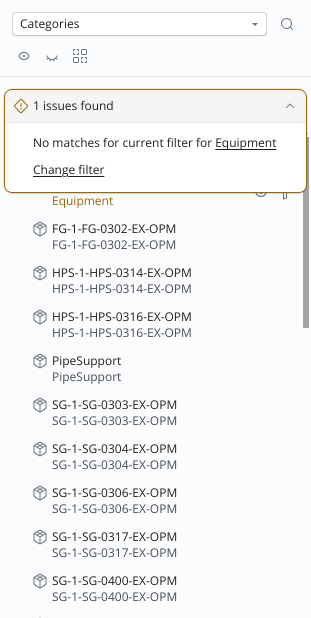 Categories
1 issues found
No matches for current filter for Equipment
Change filter
Equipment
FG-1-FG-0302-EX-OPM
FG-1-FG-0302-EX-OPM
HPS-1-HPS-0314-EX-OPM
HPS-1-HPS-0314-EX-OPM
HPS-1-HPS-0316-EX-OPM
HPS-1-HPS-0316-EX-OPM
PipeSupport
PipeSupport
SG-1-SG-0303-EX-OPM
SG-1-SG-0303-EX-OPM
SG-1-SG-0304-EX-OPM
SG-1-SG-0304-EX-OPM
SG-1-SG-0306-EX-OPM
SG-1-SG-0306-EX-OPM
SG-1-SG-0317-EX-OPM
SG-1-SG-0317-EX-OPM
SG-1-SG-0400-EX-OPM
SG-1-SG-0400-EX-OPM